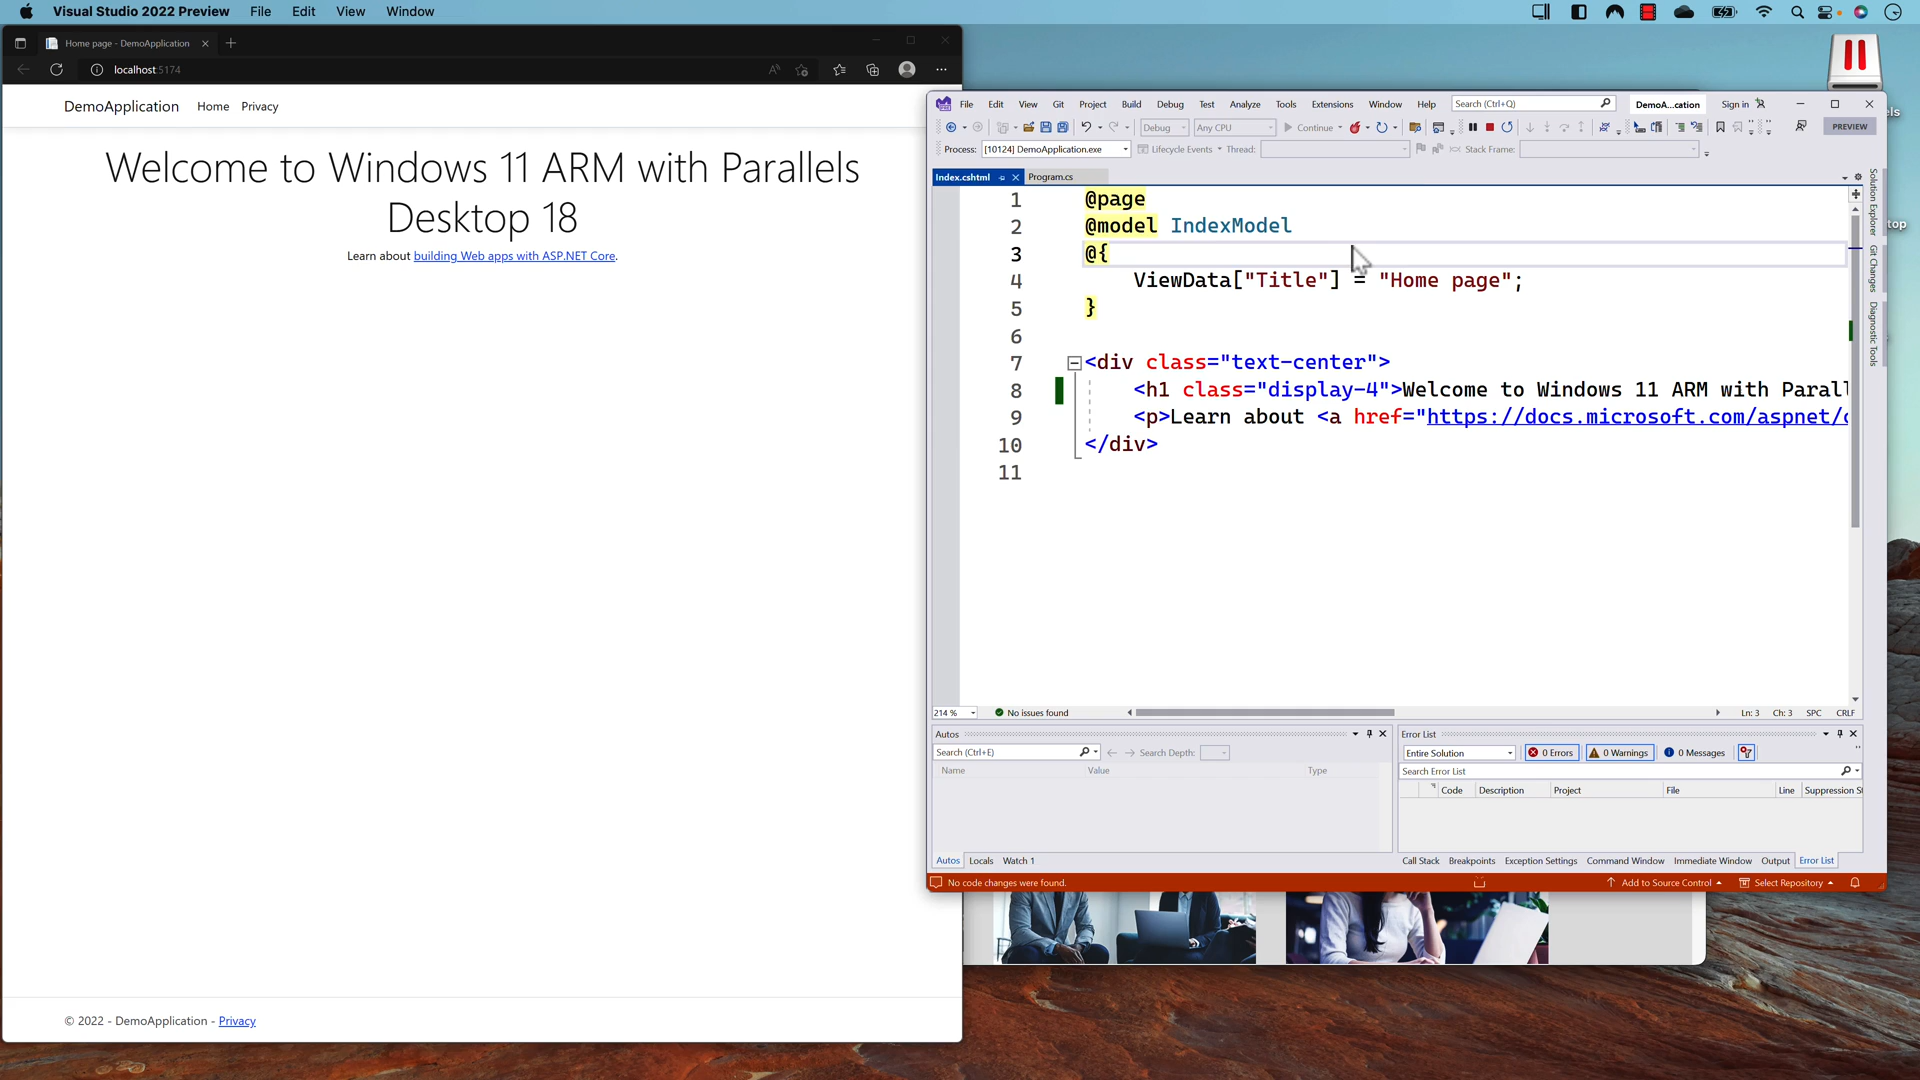 Visual Studio 2022 Preview File Edit View Window
Home page - DemoApplication
localhost:5174
DemoApplication Home Privacy
Welcome to Windows 11 ARM with Parallels
Desktop 18
Learn about building Web apps with ASP.NET Core.
© 2022 - DemoApplication - Privacy
File Edit View Git Project Build Debug Test Analyze Tools Extensions Window Help Search (Ctrl+Q) DemoA...cation Sign in
Debug Any CPU Continue PREVIEW
Process: [10124] DemoApplication.exe Lifecycle Events Thread: Stack Frame:
Index.cshtml Program.cs
1 @page
2 @model IndexModel
3 @{
4 ViewData["Title"] = "Home page";
5 }
6
7 <div class="text-center">
8 <h1 class="display-4">Welcome to Windows 11 ARM with Parall
9 <p>Learn about <a href="https://docs.microsoft.com/aspnet/c
10 </div>
11
Solution Explorer
Git Changes
Diagnostic Tools
214 % No issues found Ln: 3 Ch: 3 SPC CRLF
Autos
Search (Ctrl+E) Search Depth:
Name Value Type
Autos Locals Watch 1
Error List
Entire Solution 0 Errors 0 Warnings 0 Messages
Search Error List
Code Description Project File Line Suppression St
Call Stack Breakpoints Exception Settings Command Window Immediate Window Output Error List
No code changes were found. Add to Source Control Select Repository
els
top